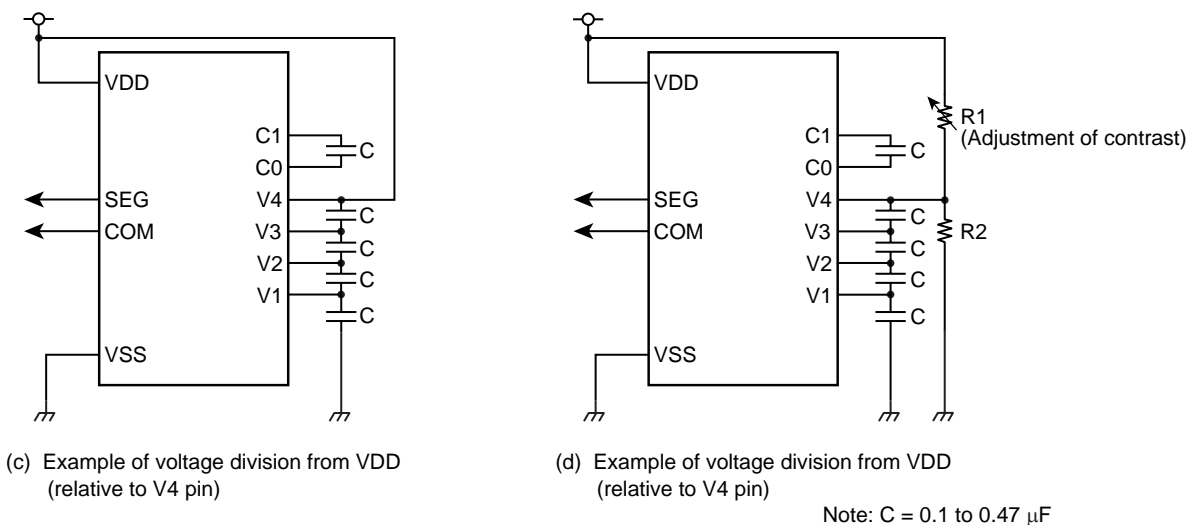 VDD
C1
C
C0
SEG
V4
C
COM
V3
C
V2
C
V1
C
VSS
(c) Example of voltage division from VDD
(relative to V4 pin)
VDD
R1
(Adjustment of contrast)
C1
C
C0
SEG
V4
C
COM
V3
R2
C
V2
C
V1
C
VSS
(d) Example of voltage division from VDD
(relative to V4 pin)
Note: C = 0.1 to 0.47 μF